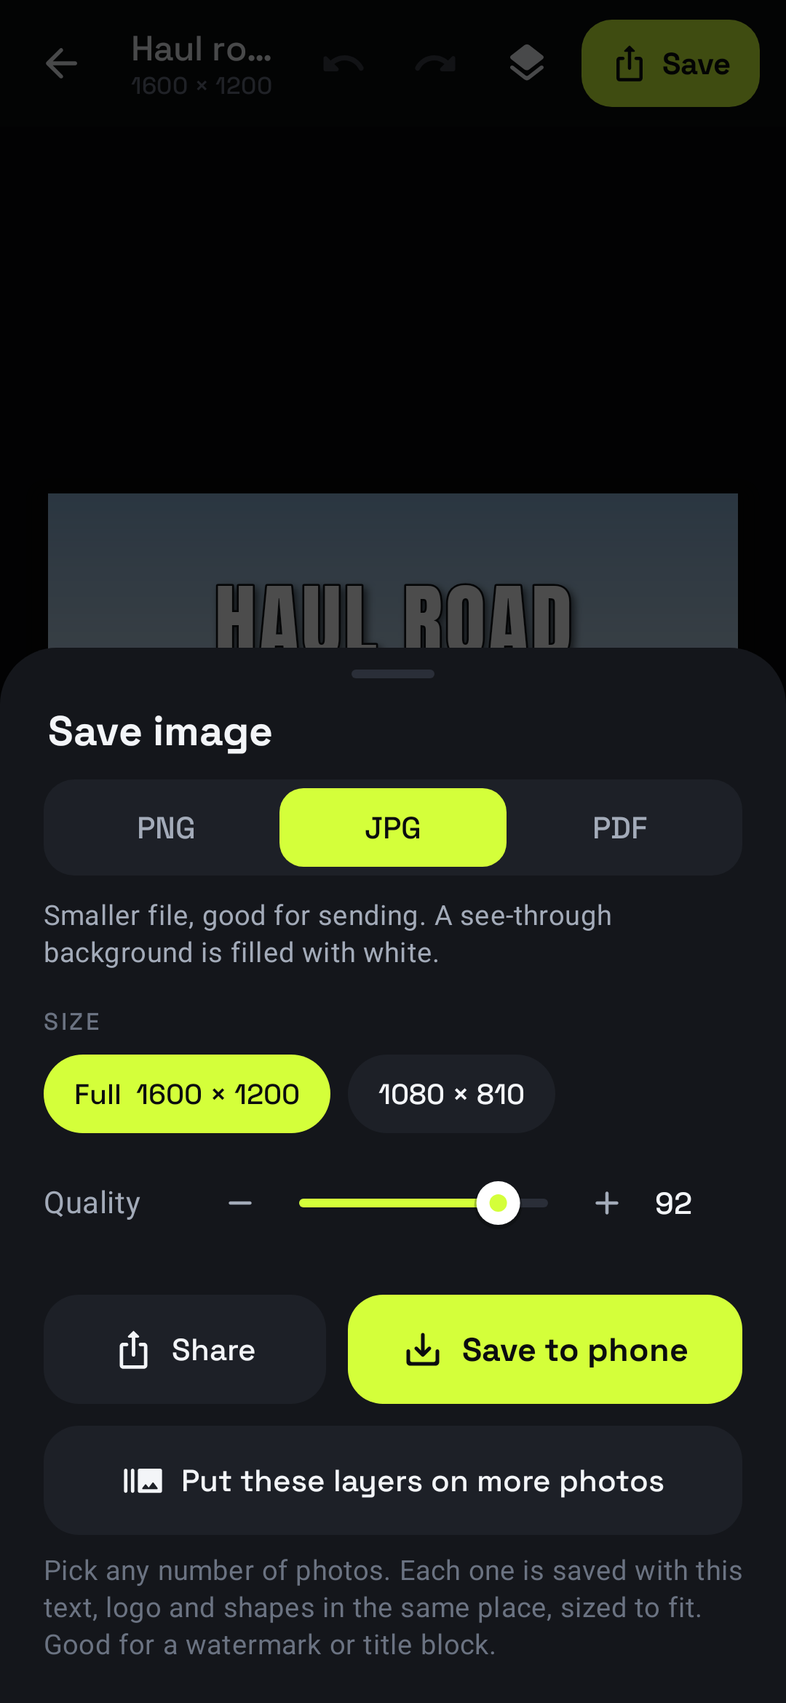 Haul ro...
1600 × 1200
Save
HAUL ROAD
Save image
PNG
JPG
PDF
Smaller file, good for sending. A see-through
background is filled with white.
SIZE
Full 1600 × 1200
1080 × 810
Quality
92
Share
Save to phone
Put these layers on more photos
Pick any number of photos. Each one is saved with this
text, logo and shapes in the same place, sized to fit.
Good for a watermark or title block.